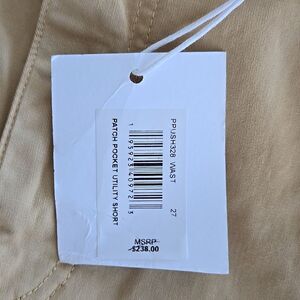 PPUSH328 WAST 27
PATCH POCKET UTILITY SHORT
MSRP
$238.00